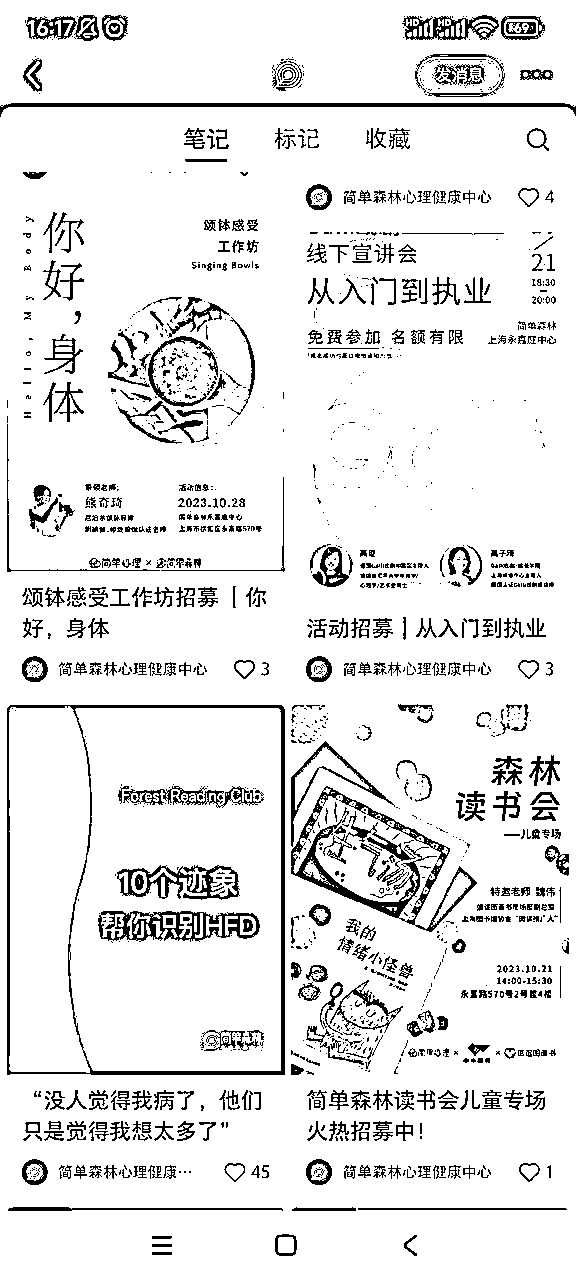 16:17
69
发消息
笔记
标记
收藏
你好，身体
Hello, My Body
颂钵感受
工作坊
Singing Bowls
熊奇琦
活动信息：
2023.10.28
简单心理 × 简单森林
颂钵感受工作坊招募 | 你
好，身体
简单森林心理健康中心
3
简单森林心理健康中心
4
线下宣讲会
从入门到执业
21
18:30
20:00
免费参加 名额有限
简单森林
上海永嘉庭中心
活动招募 | 从入门到执业
简单森林心理健康中心
3
Forest Reading Club
10个迹象
帮你识别HFD
“没人觉得我病了，他们
只是觉得我想太多了”
简单森林心理健康…
45
森林
读书会
——儿童专场
特邀老师 魏伟
我的
情绪小怪兽
2023.10.21
14:00-15:30
永嘉路570号2号楼4楼
简单心理 ×
简单森林读书会儿童专场
火热招募中！
简单森林心理健康中心
1